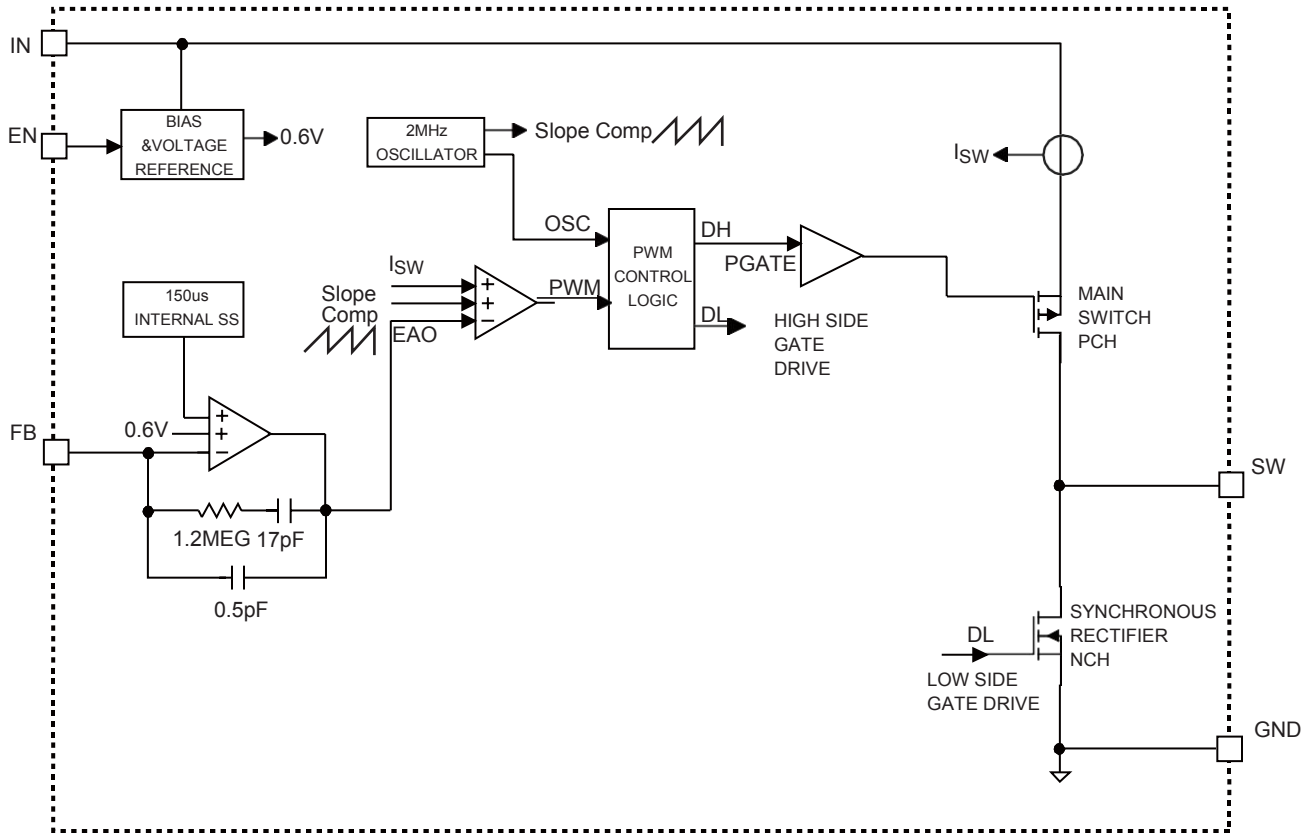 IN
EN
BIAS
&VOLTAGE
REFERENCE
0.6V
2MHz
OSCILLATOR
Slope Comp
ISW
OSC
PWM
CONTROL
LOGIC
DH
PGATE
DL
HIGH SIDE
GATE
DRIVE
MAIN
SWITCH
PCH
ISW
Slope
Comp
EAO
+
+
−
PWM
150us
INTERNAL SS
FB
0.6V
+
+
−
1.2MEG 17pF
0.5pF
SW
SYNCHRONOUS
RECTIFIER
NCH
DL
LOW SIDE
GATE DRIVE
GND